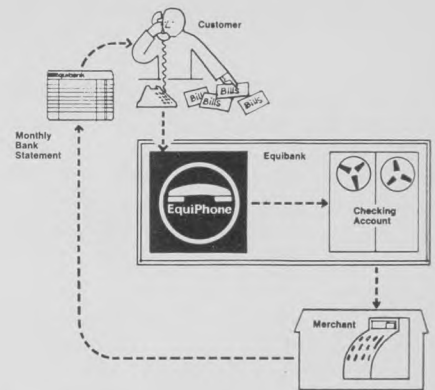 Customer
Equibank
Bills
Bills
Bills
Bills
Monthly
Bank
Statement
Equibank
EquiPhone
Checking
Account
Merchant